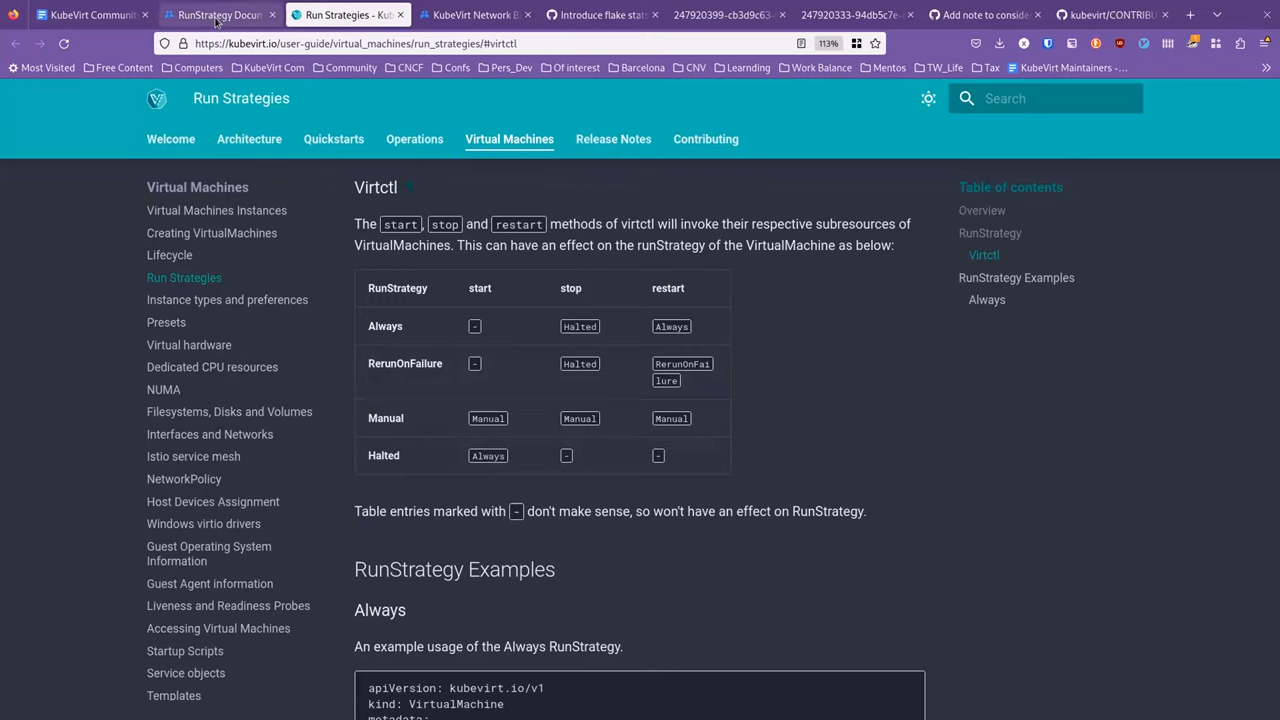 KubeVirt Communi
RunStrategy Docun
Run Strategies - Kub
KubeVirt Network B
Introduce flake stats
247920399-cb3d9c63-
247920333-94db5c7e-a
Add note to conside
kubevirt/CONTRIBU
https://kubevirt.io/user-guide/virtual_machines/run_strategies/#virtctl
113%
Most Visited
Free Content
Computers
KubeVirt Com
Community
CNCF
Confs
Pers_Dev
Of interest
Barcelona
CNV
Learnding
Work Balance
Mentos
TW_Life
Tax
KubeVirt Maintainers -...
Run Strategies
Search
Welcome
Architecture
Quickstarts
Operations
Virtual Machines
Release Notes
Contributing
Virtual Machines
Virtual Machines Instances
Creating VirtualMachines
Lifecycle
Run Strategies
Instance types and preferences
Presets
Virtual hardware
Dedicated CPU resources
NUMA
Filesystems, Disks and Volumes
Interfaces and Networks
Istio service mesh
NetworkPolicy
Host Devices Assignment
Windows virtio drivers
Guest Operating System
Information
Guest Agent information
Liveness and Readiness Probes
Accessing Virtual Machines
Startup Scripts
Service objects
Templates
Virtctl
The start, stop and restart methods of virtctl will invoke their respective subresources of
VirtualMachines. This can have an effect on the runStrategy of the VirtualMachine as below:
RunStrategy start stop restart
Always - Halted Always
RerunOnFailure - Halted RerunOnFai
lure
Manual Manual Manual Manual
Halted Always - -
Table entries marked with - don't make sense, so won't have an effect on RunStrategy.
RunStrategy Examples
Always
An example usage of the Always RunStrategy.
apiVersion: kubevirt.io/v1
kind: VirtualMachine
metadata:
Table of contents
Overview
RunStrategy
Virtctl
RunStrategy Examples
Always